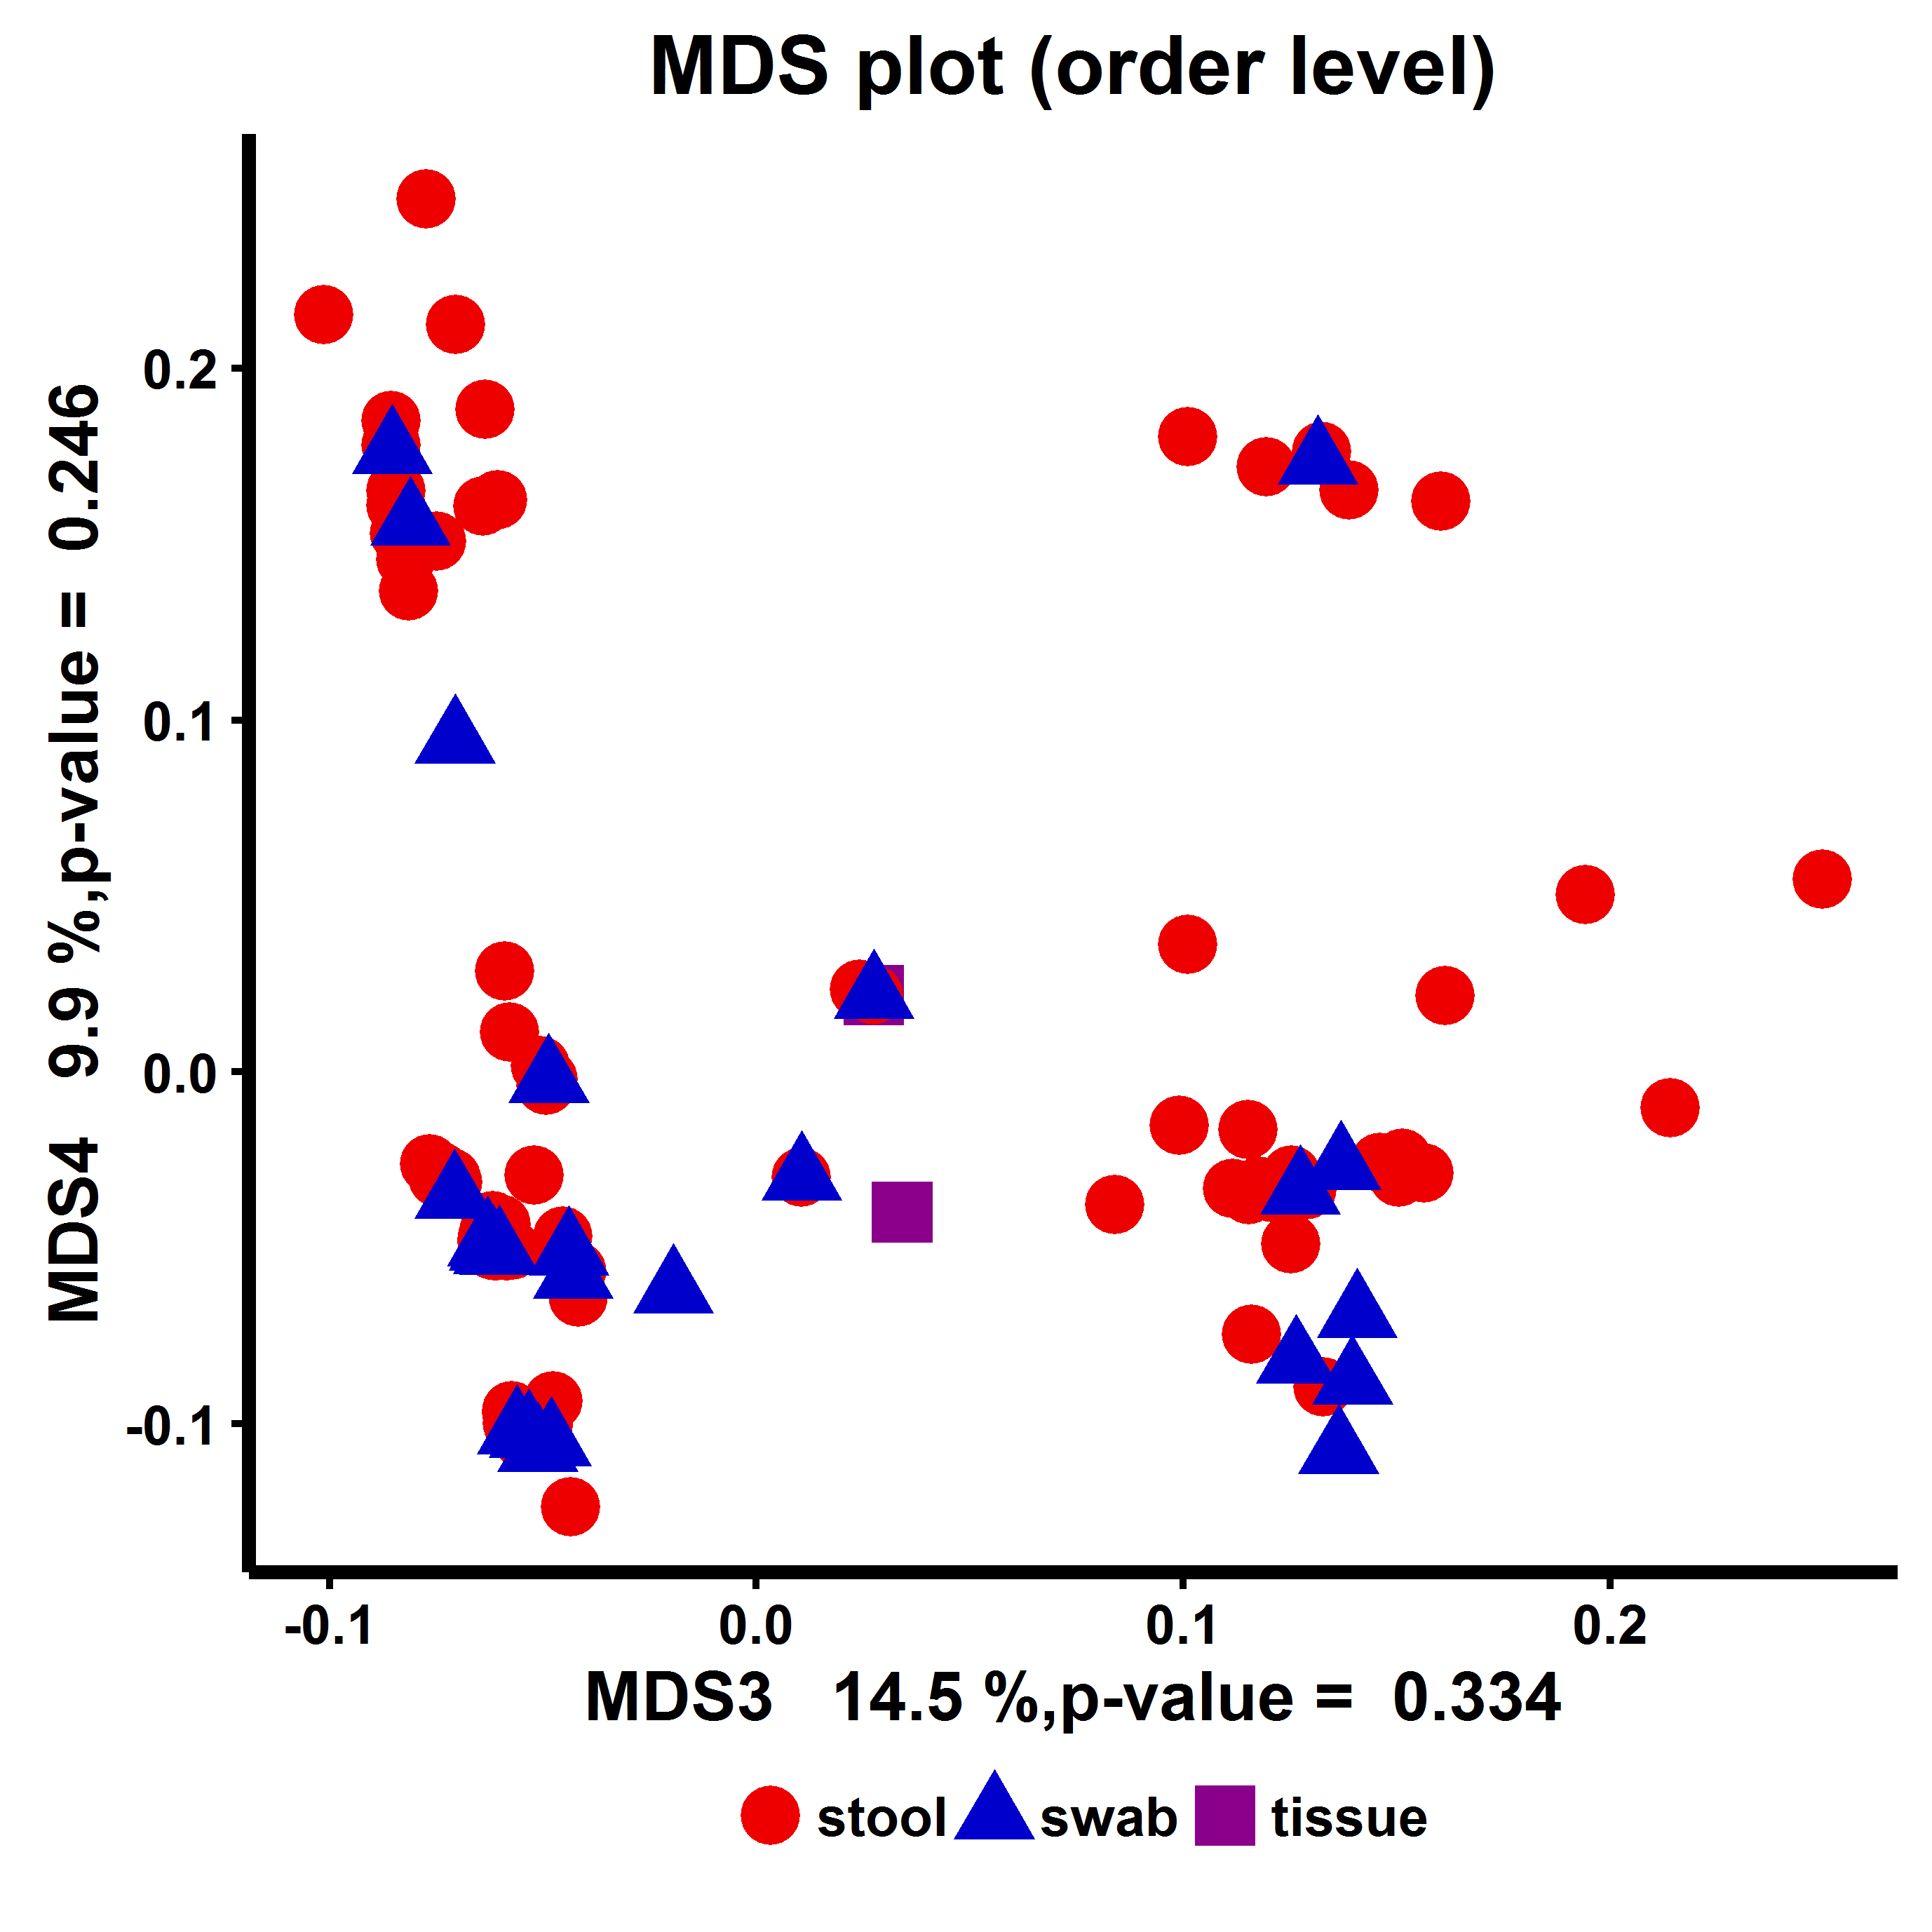 MDS plot (order level)
MDS4 9.9 %,p-value = 0.246
0.2
0.1
0.0
-0.1
-0.1 0.0 0.1 0.2
MDS3 14.5 %,p-value = 0.334
stool swab tissue